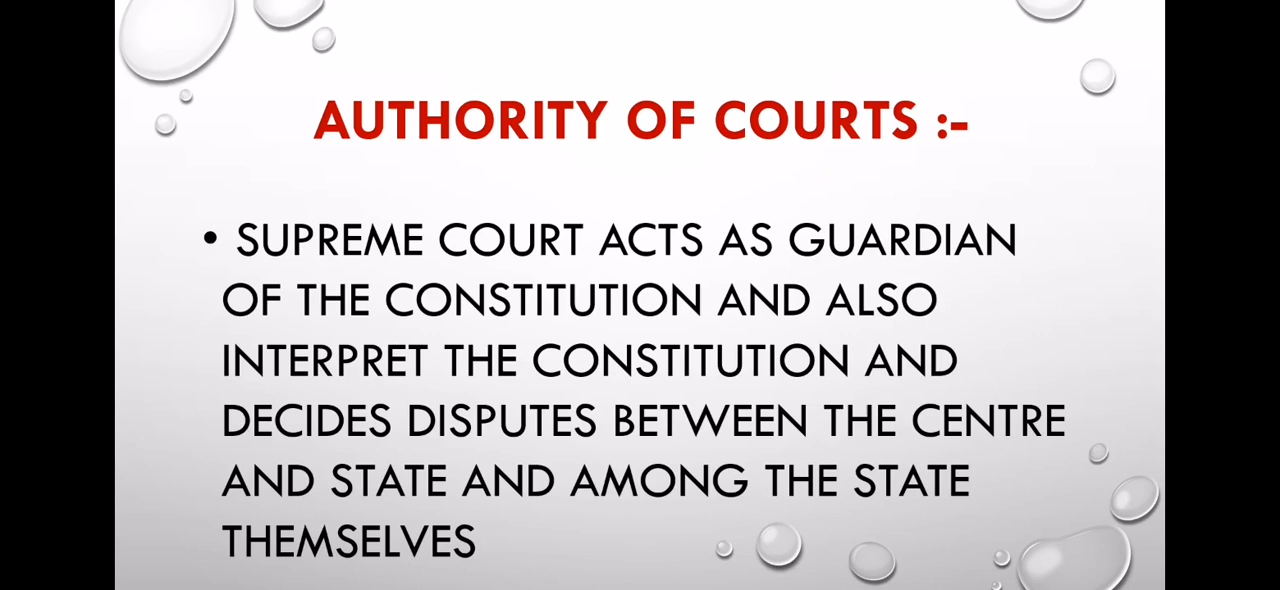 AUTHORITY OF COURTS :-
• SUPREME COURT ACTS AS GUARDIAN
OF THE CONSTITUTION AND ALSO
INTERPRET THE CONSTITUTION AND
DECIDES DISPUTES BETWEEN THE CENTRE
AND STATE AND AMONG THE STATE
THEMSELVES